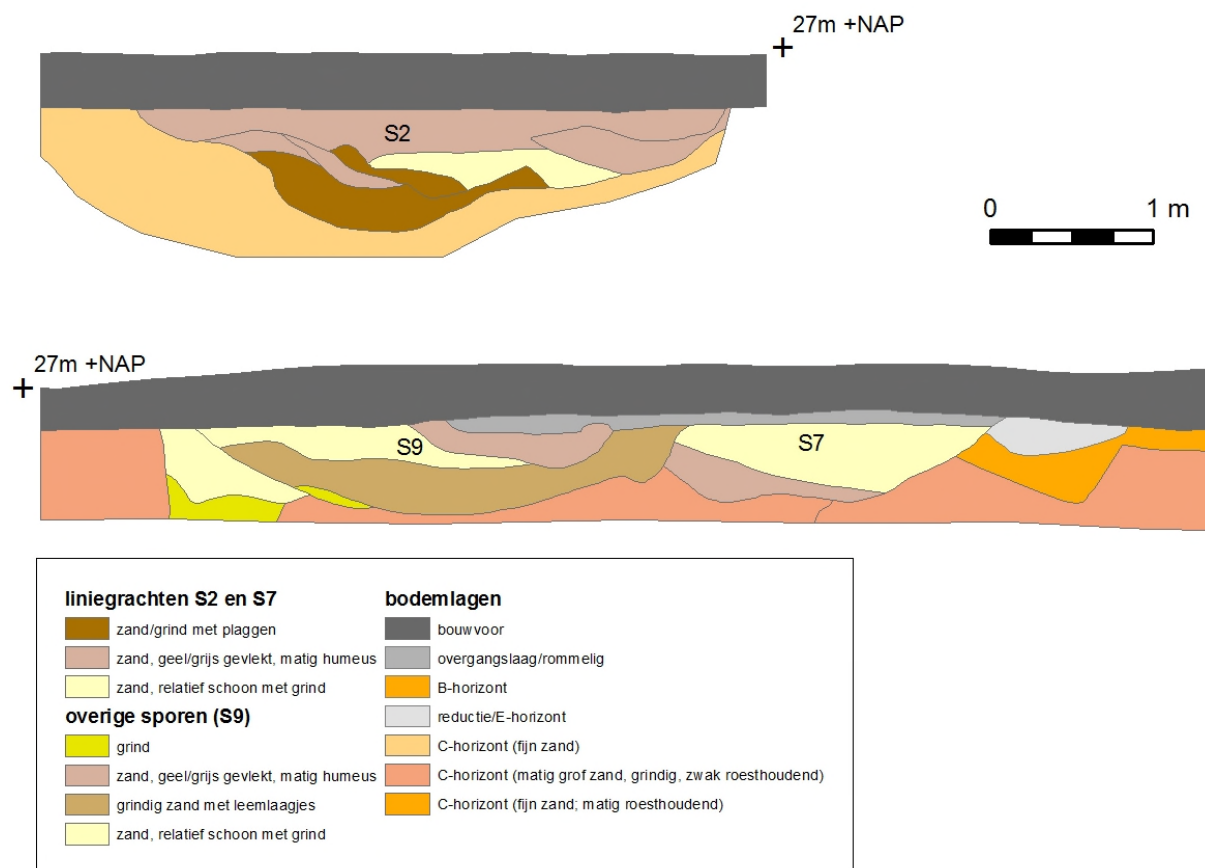 27m +NAP
+
S2
0 1 m
27m +NAP
+
S9
S7
liniegrachten S2 en S7
zand/grind met plaggen
zand, geel/grijs gevlekt, matig humeus
zand, relatief schoon met grind
overige sporen (S9)
grind
zand, geel/grijs gevlekt, matig humeus
grindig zand met leemlaagjes
zand, relatief schoon met grind
bodemlagen
bouwvoor
overgangslaag/rommelig
B-horizont
reductie/E-horizont
C-horizont (fijn zand)
C-horizont (matig grof zand, grindig, zwak roesthoudend)
C-horizont (fijn zand; matig roesthoudend)